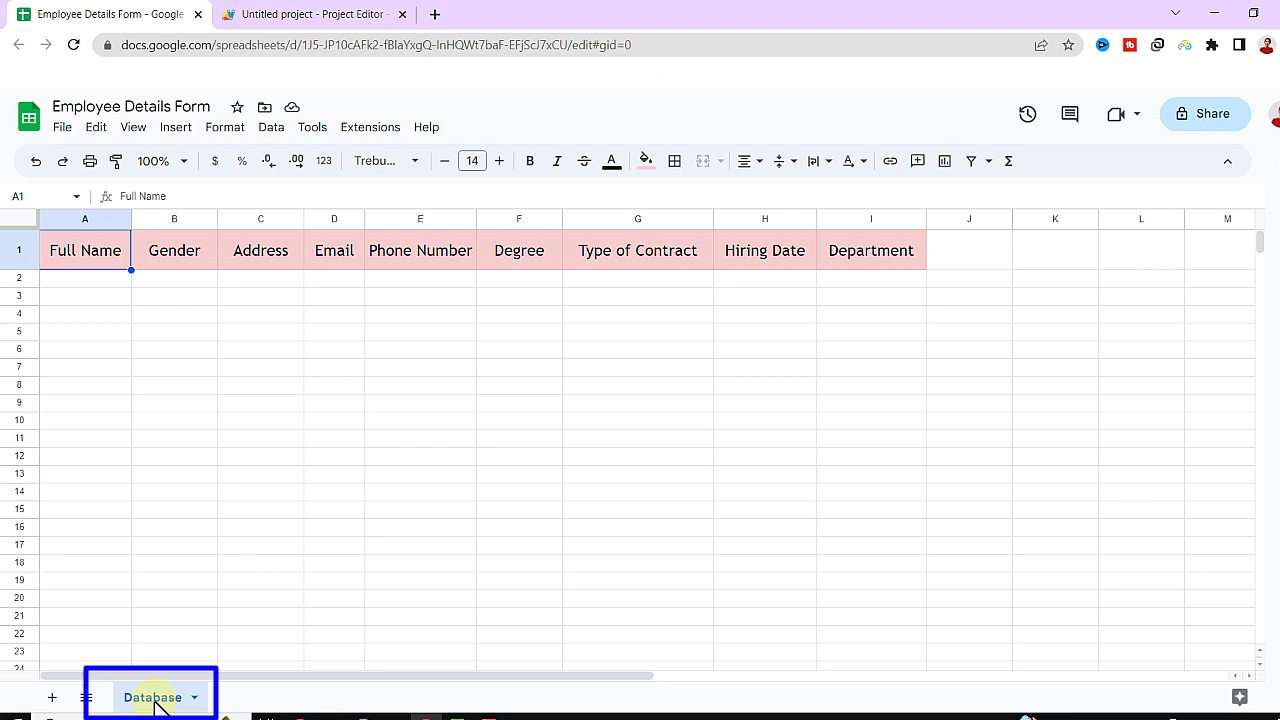 Employee Details Form - Google
Untitled project - Project Editor -
docs.google.com/spreadsheets/d/1J5-JP10cAFk2-fBIaYxgQ-InHQWt7baF-EFjScJ7xCU/edit#gid=0
Employee Details Form
File Edit View Insert Format Data Tools Extensions Help
Share
100% $ % .0 .00 123 Trebu... 14 B I S A A Σ
A1 fx Full Name
A B C D E F G H I J K L M
1 Full Name Gender Address Email Phone Number Degree Type of Contract Hiring Date Department
2
3
4
5
6
7
8
9
10
11
12
13
14
15
16
17
18
19
20
21
22
23
24
Database